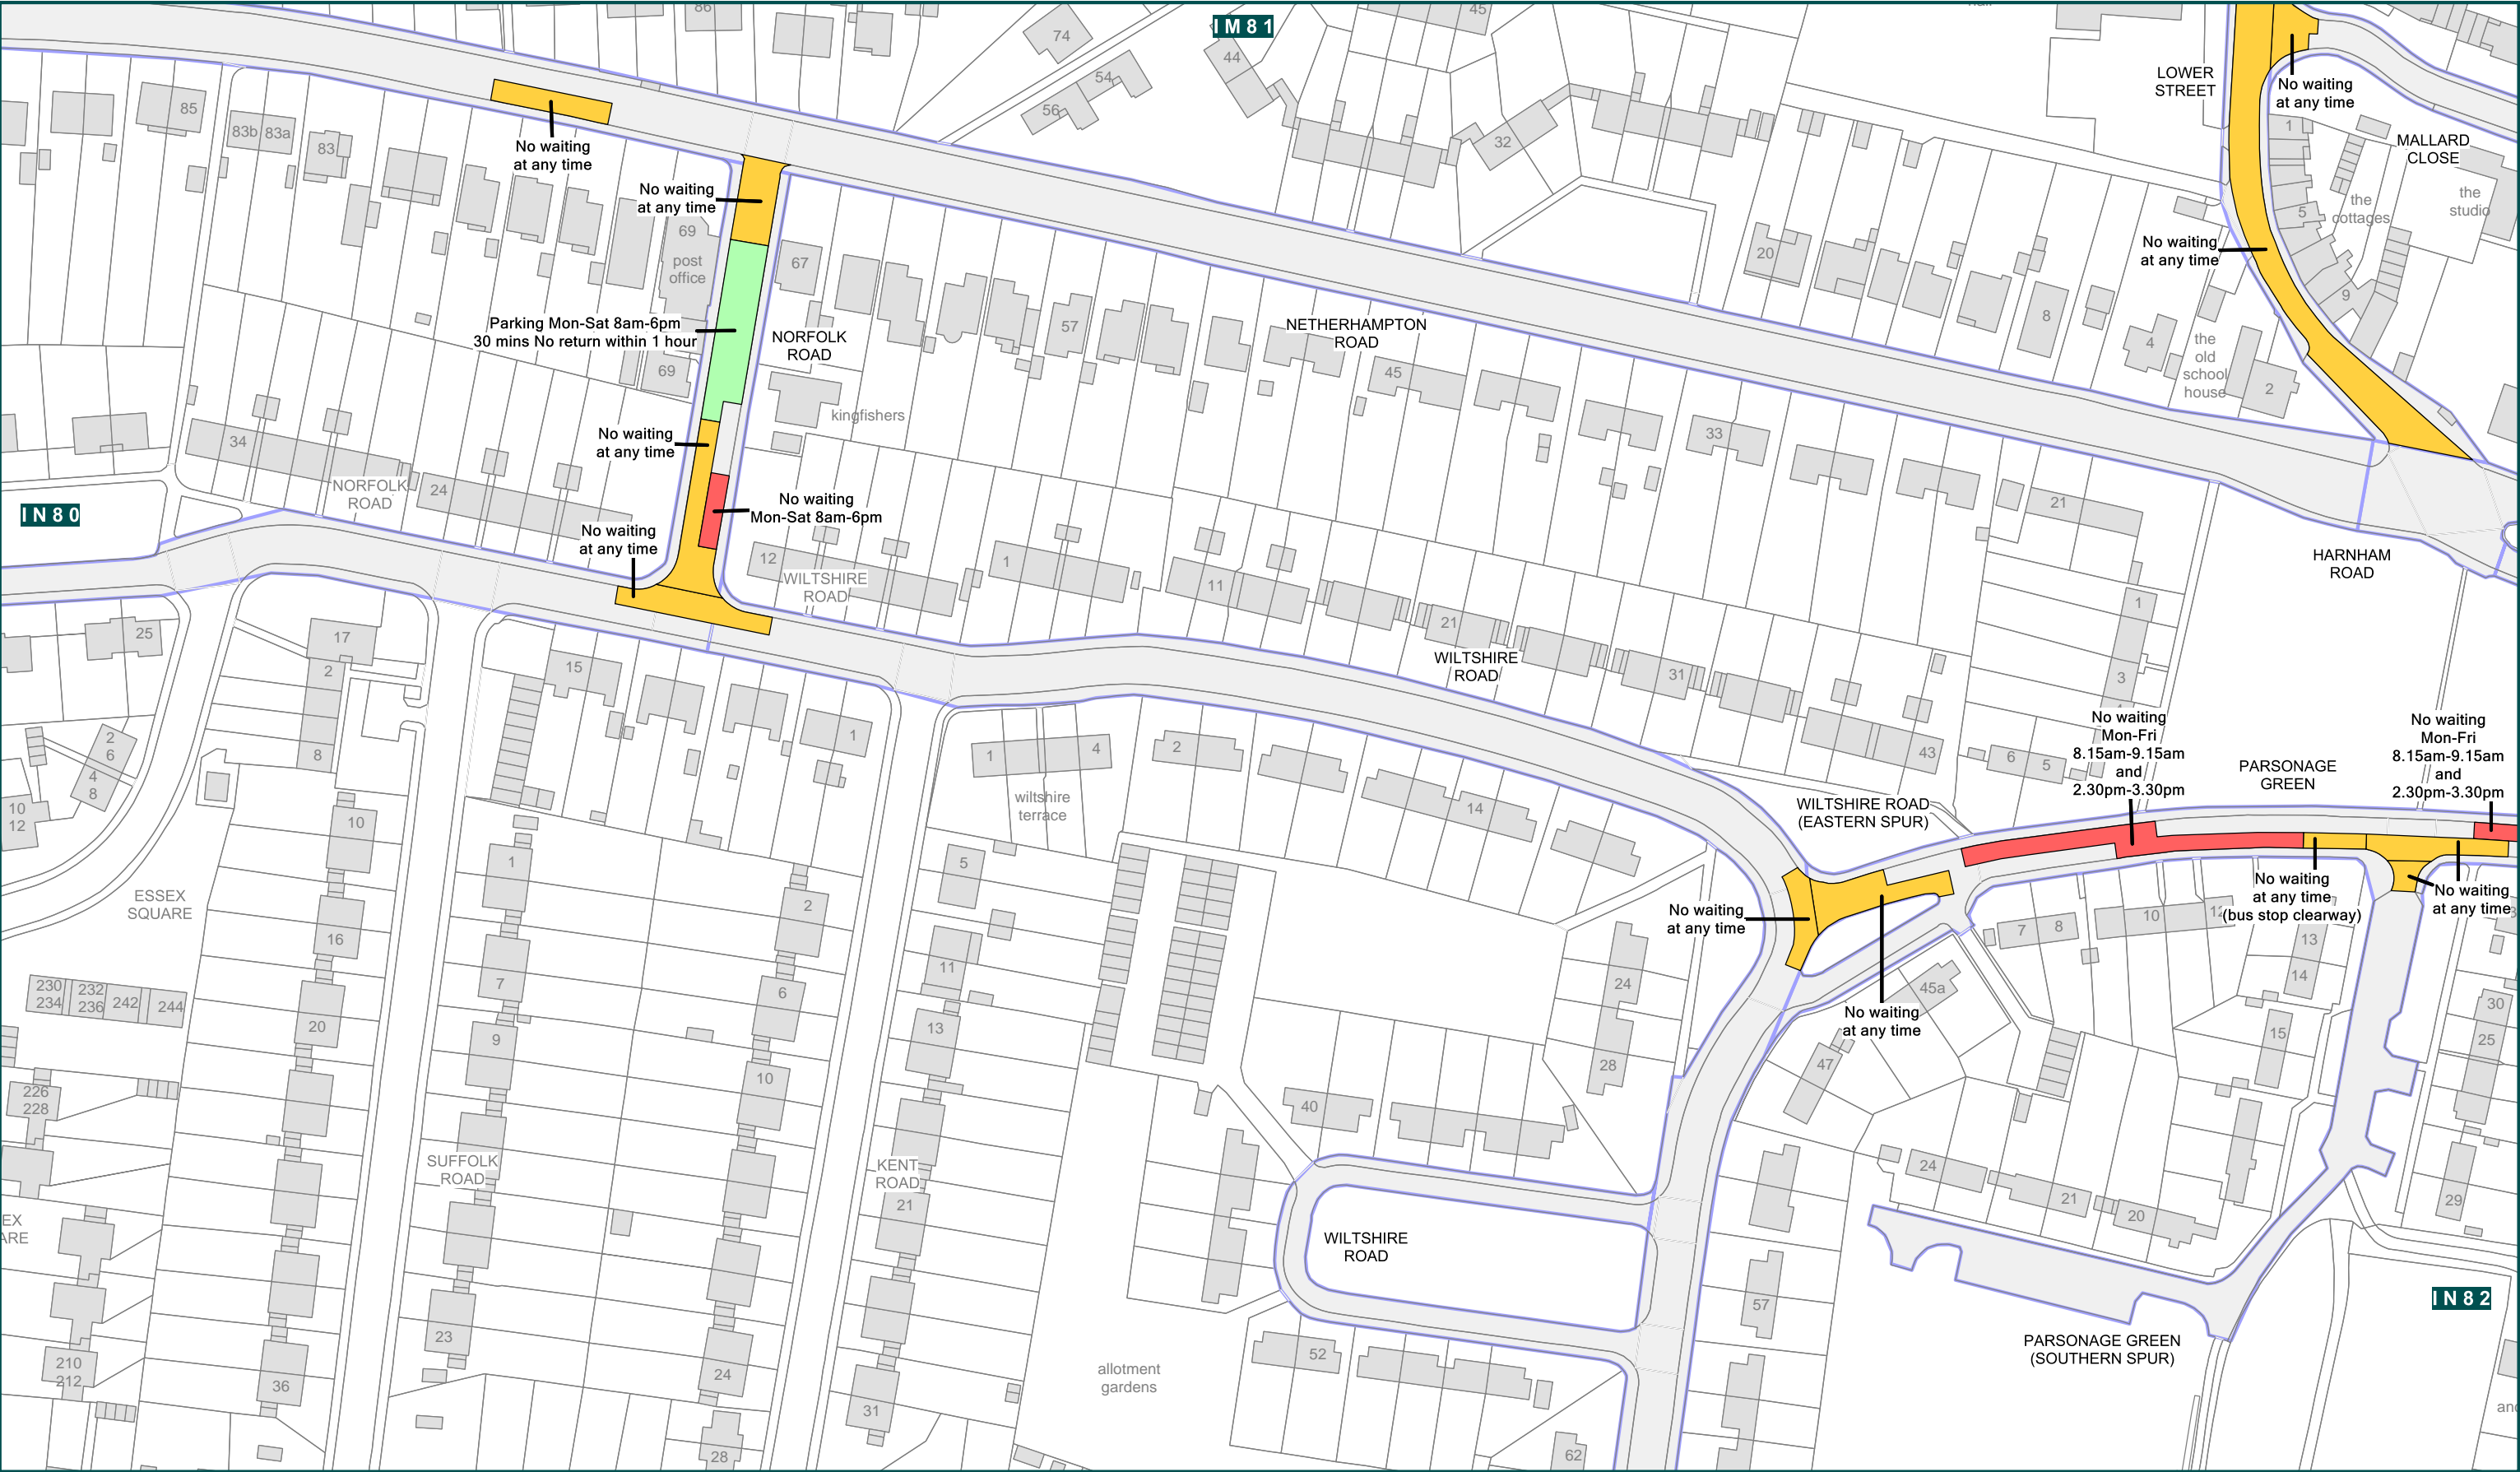 86
45
IM81
74
44
54
56
32
85
83b
83a
83
No waiting
at any time
No waiting
at any time
69
post
office
67
Parking Mon-Sat 8am-6pm
30 mins No return within 1 hour
NORFOLK
ROAD
69
kingfishers
57
NETHERHAMPTON
ROAD
45
33
20
8
4
the
old
school
house
2
LOWER
STREET
No waiting
at any time
1
MALLARD
CLOSE
the
cottages
the
studio
5
9
No waiting
at any time
34
NORFOLK
ROAD
24
IN80
No waiting
at any time
No waiting
Mon-Sat 8am-6pm
No waiting
at any time
12
WILTSHIRE
ROAD
1
11
21
WILTSHIRE
ROAD
31
43
21
HARNHAM
ROAD
1
3
6
5
25
17
2
8
15
1
1
4
2
14
wiltshire
terrace
2
6
4
8
10
12
10
16
20
36
ESSEX
SQUARE
230
234
232
236
242
244
226
228
EX
ARE
210
212
1
7
9
SUFFOLK
ROAD
23
2
6
10
24
28
5
11
13
KENT
ROAD
21
31
allotment
gardens
24
28
40
WILTSHIRE
ROAD
52
62
WILTSHIRE ROAD
(EASTERN SPUR)
No waiting
at any time
No waiting
at any time
No waiting
Mon-Fri
8.15am-9.15am
and
2.30pm-3.30pm
PARSONAGE
GREEN
No waiting
Mon-Fri
8.15am-9.15am
and
2.30pm-3.30pm
No waiting
at any time
(bus stop clearway)
No waiting
at any time
7
8
10
12
13
14
15
45a
47
57
24
21
20
30
25
29
IN82
PARSONAGE GREEN
(SOUTHERN SPUR)